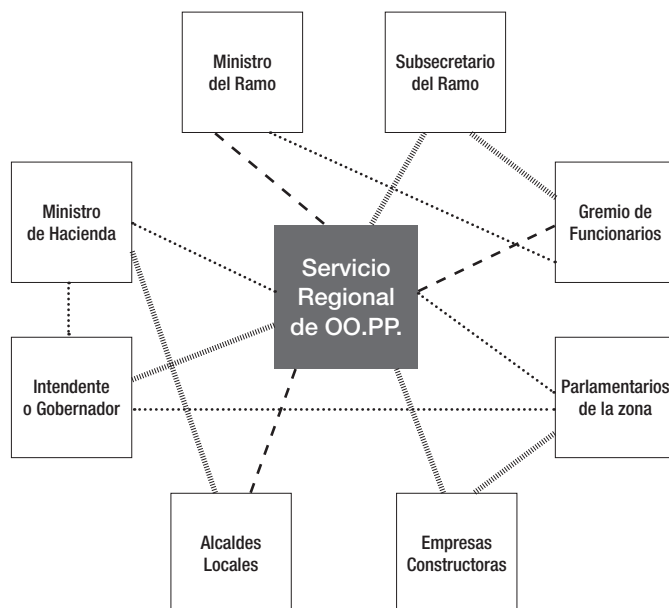 Ministro
del Ramo
Subsecretario
del Ramo
Ministro
de Hacienda
Gremio de
Funcionarios
Servicio
Regional
de OO.PP.
Intendente
o Gobernador
Parlamentarios
de la zona
Alcaldes
Locales
Empresas
Constructoras